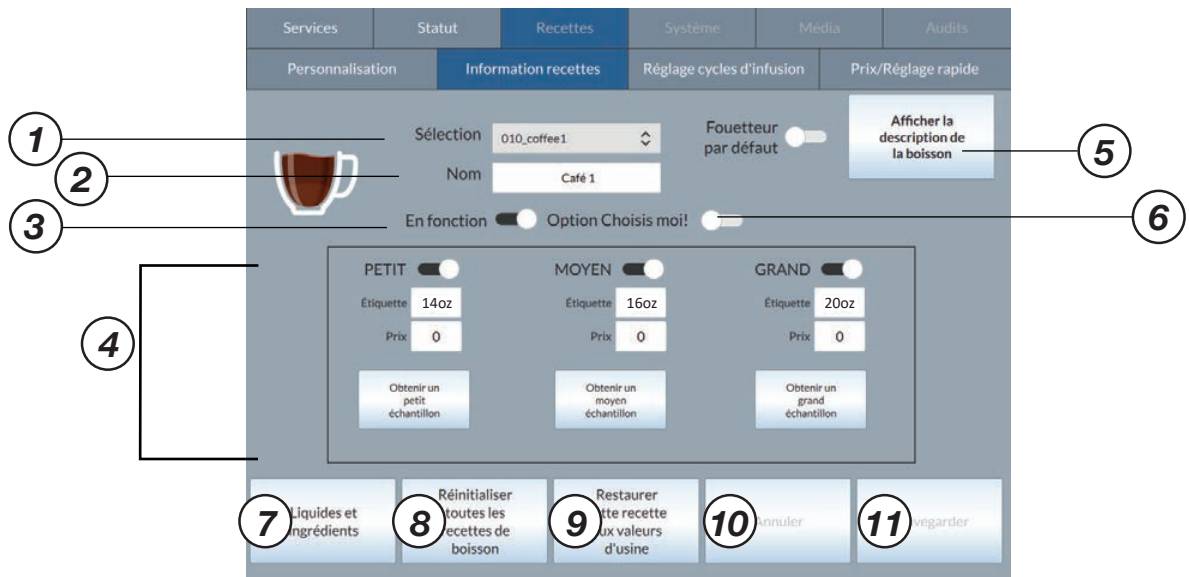 Services Statut Recettes Système Média Audits
Personnalisation Information recettes Réglage cycles d'infusion Prix/Réglage rapide
1
Sélection 010_coffee1
Fouetteur
par défaut
Afficher la
description de
la boisson
5
2
Nom Café 1
3
En fonction Option Choisis moi!
6
4
PETIT MOYEN GRAND
Étiquette 14oz Étiquette 16oz Étiquette 20oz
Prix 0 Prix 0 Prix 0
Obtenir un
petit
échantillon
Obtenir un
moyen
échantillon
Obtenir un
grand
échantillon
7
Liquides et
ingrédients
8
Réinitialiser
toutes les
recettes de
boisson
9
Restaurer
recette
valeurs
d'usine
10
Annuler
11